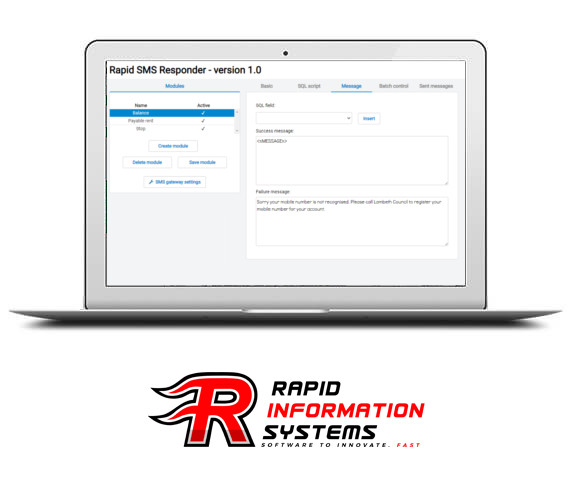 Rapid SMS Responder - version 1.0
Modules
Name Active
Balance ✓
Payable rent ✓
Stop ✓
Create module
Delete module Save module
SMS gateway settings
Basic SQL script Message Batch control Sent messages
SQL field
Insert
Success message
<<MESSAGE>>
Failure message
Sorry your mobile number is not recognised. Please call Lambeth Council to register your
mobile number for your account
R RAPID
INFORMATION
SYSTEMS
SOFTWARE TO INNOVATE. FAST